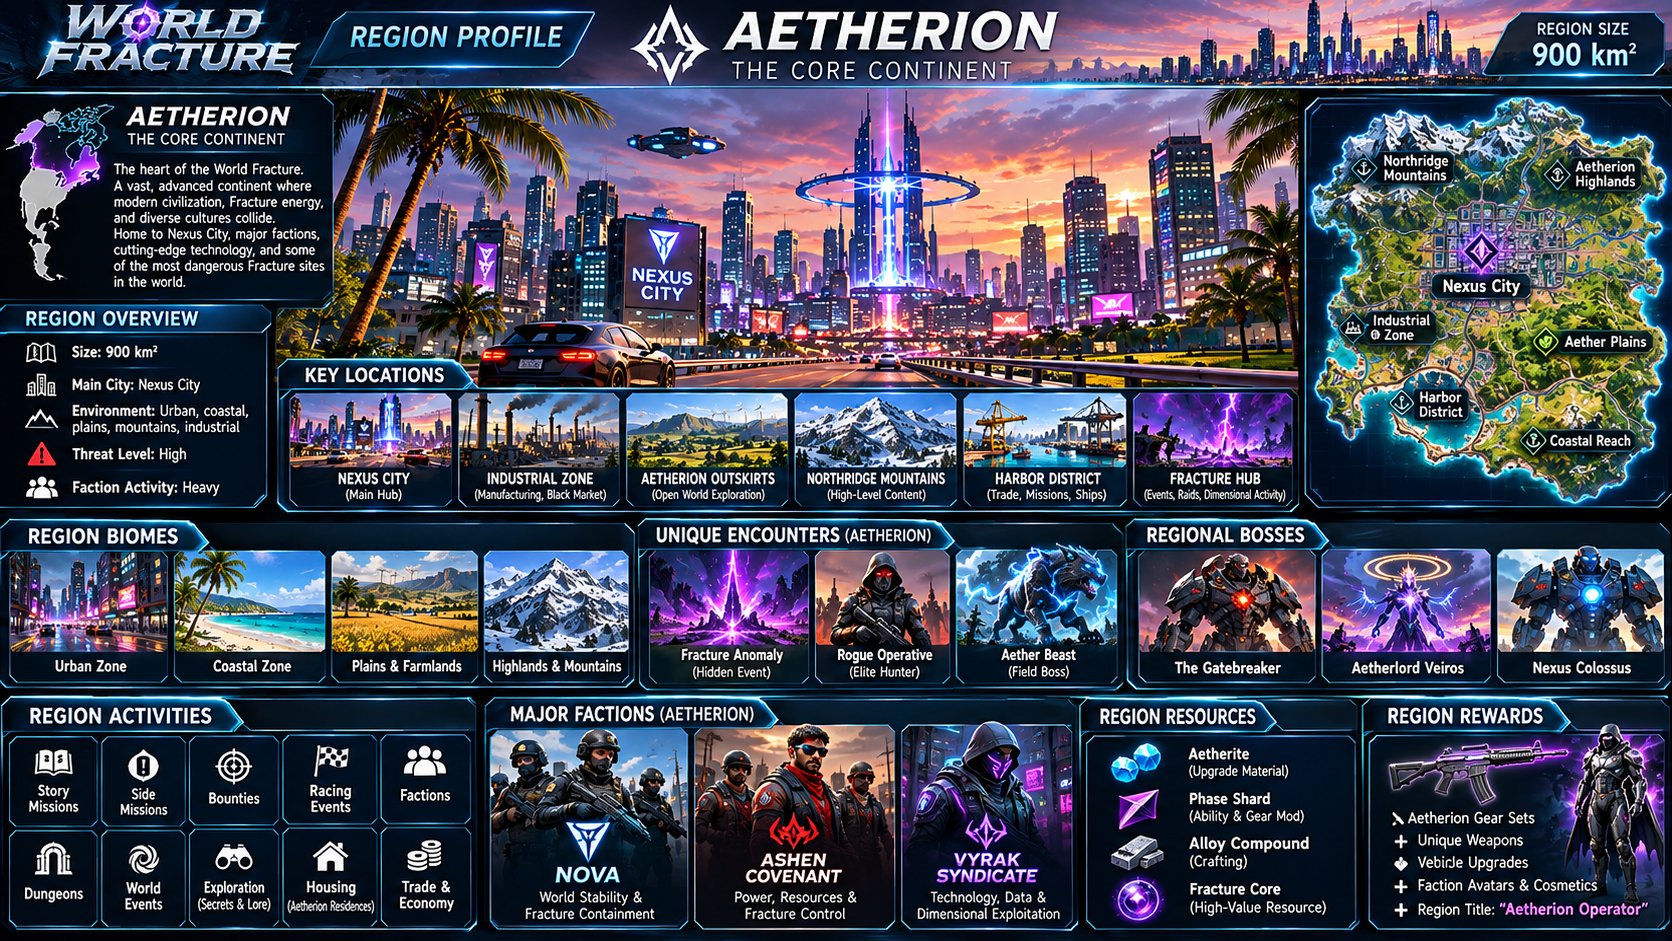 WORLD
FRACTURE
REGION PROFILE
AETHERION
THE CORE CONTINENT
REGION SIZE
900 km²
AETHERION
THE CORE CONTINENT
The heart of the World Fracture.
A vast, advanced continent where
modern civilization, Fracture energy,
and diverse cultures collide.
Home to Nexus City, major factions,
cutting-edge technology, and some
of the most dangerous Fracture sites
in the world.
NEXUS
CITY
Northridge
Mountains
Aetherion
Highlands
Nexus City
Industrial
Zone
Aether Plains
Harbor
District
Coastal Reach
REGION OVERVIEW
Size: 900 km²
Main City: Nexus City
Environment: Urban, coastal,
plains, mountains, industrial
Threat Level: High
Faction Activity: Heavy
KEY LOCATIONS
NEXUS CITY
(Main Hub)
INDUSTRIAL ZONE
(Manufacturing, Black Market)
AETHERION OUTSKIRTS
(Open World Exploration)
NORTHRIDGE MOUNTAINS
(High-Level Content)
HARBOR DISTRICT
(Trade, Missions, Ships)
FRACTURE HUB
(Events, Raids, Dimensional Activity)
REGION BIOMES
Urban Zone
Coastal Zone
Plains & Farmlands
Highlands & Mountains
UNIQUE ENCOUNTERS (AETHERION)
Fracture Anomaly
(Hidden Event)
Rogue Operative
(Elite Hunter)
Aether Beast
(Field Boss)
REGIONAL BOSSES
The Gatebreaker
Aetherlord Veiros
Nexus Colossus
REGION ACTIVITIES
Story
Missions
Side
Missions
Bounties
Racing
Events
Factions
Dungeons
World
Events
Exploration
(Secrets & Lore)
Housing
(Aetherion Residences)
Trade &
Economy
MAJOR FACTIONS (AETHERION)
NOVA
World Stability &
Fracture Containment
ASHEN
COVENANT
Power, Resources &
Fracture Control
VYRAK
SYNDICATE
Technology, Data &
Dimensional Exploitation
REGION RESOURCES
Aetherite
(Upgrade Material)
Phase Shard
(Ability & Gear Mod)
Alloy Compound
(Crafting)
Fracture Core
(High-Value Resource)
REGION REWARDS
Aetherion Gear Sets
Unique Weapons
Vebicle Upgrades
Faction Avatars & Cosmetics
Region Title: "Aetherion Operator"